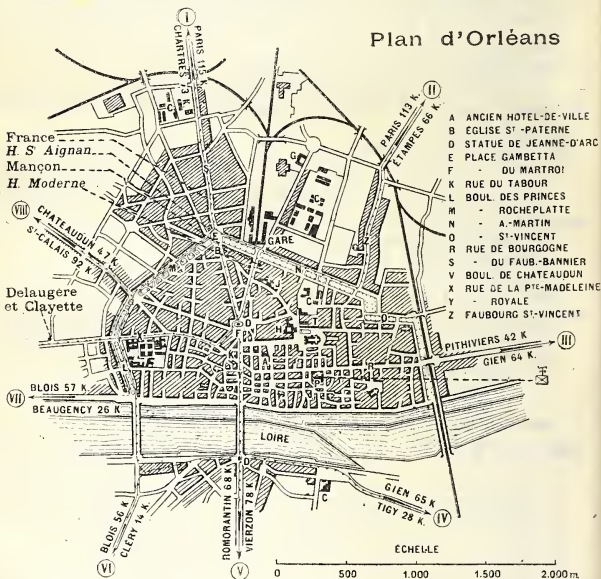 Plan d'Orléans
I
PARIS 115 K.
CHARTRES 73 K.
II
PARIS 113 K.
ÉTAMPES 66 K.
France
H. St Aignan
Mançon
H. Moderne
VIII
CHATEAUDUN 47 K
St-CALAIS 92 K
Delaugère
et Clayette
VII
BLOIS 57 K
BEAUGENCY 26 K
GARE
LOIRE
PITHIVIERS 42 K
GIEN 64 K.
III
GIEN 65 K
TIGY 28 K.
IV
BLOIS 56 K
CLÉRY 14 K.
VI
ROMORANTIN 68 K
VIERZON 78 K.
V
A ANCIEN HOTEL-DE-VILLE
B ÉGLISE St-PATERNE
D STATUE DE JEANNE-D'ARC
E PLACE GAMBETTA
F - DU MARTROI
K RUE DU TABOUR
L BOUL. DES PRINCES
M - ROCHEPLATTE
N - A.-MARTIN
O - St-VINCENT
R RUE DE BOURGOGNE
S - DU FAUB.-BANNIER
V BOUL. DE CHATEAUDUN
X RUE DE LA Pte-MADELEINE
Y - ROYALE
Z FAUBOURG St-VINCENT
ÉCHELLE
0 500 1.000 1.500 2.000 m.